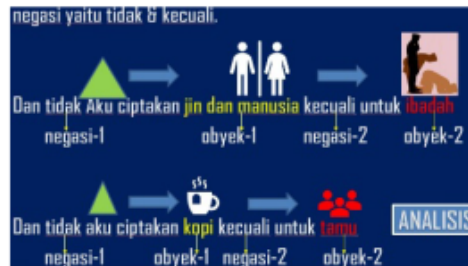 negasi yaitu tidak & kecuali.
Dan tidak Aku ciptakan jin dan manusia kecuali untuk ibadah
negasi-1 obyek-1 negasi-2 obyek-2
Dan tidak aku ciptakan kopi kecuali untuk tamu
ANALISIS
negasi-1 obyek-1 negasi-2 obyek-2